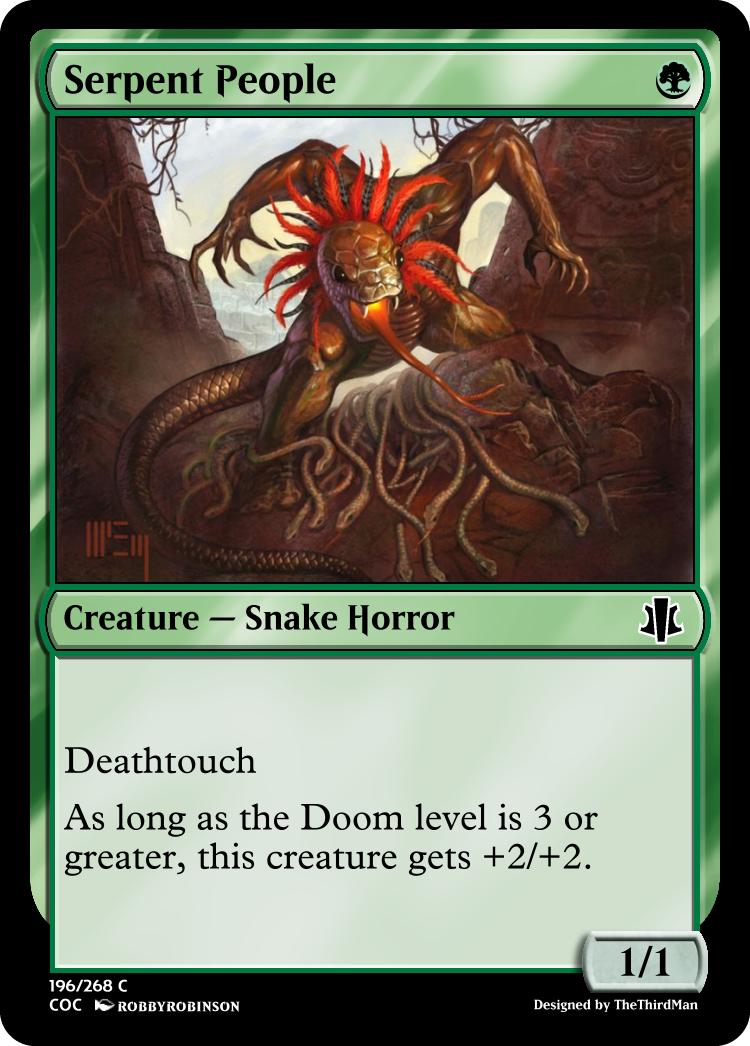 Serpent People
Creature — Snake Horror
Deathtouch
As long as the Doom level is 3 or
greater, this creature gets +2/+2.
1/1
196/268 C
COC ROBBYROBINSON
Designed by TheThirdMan